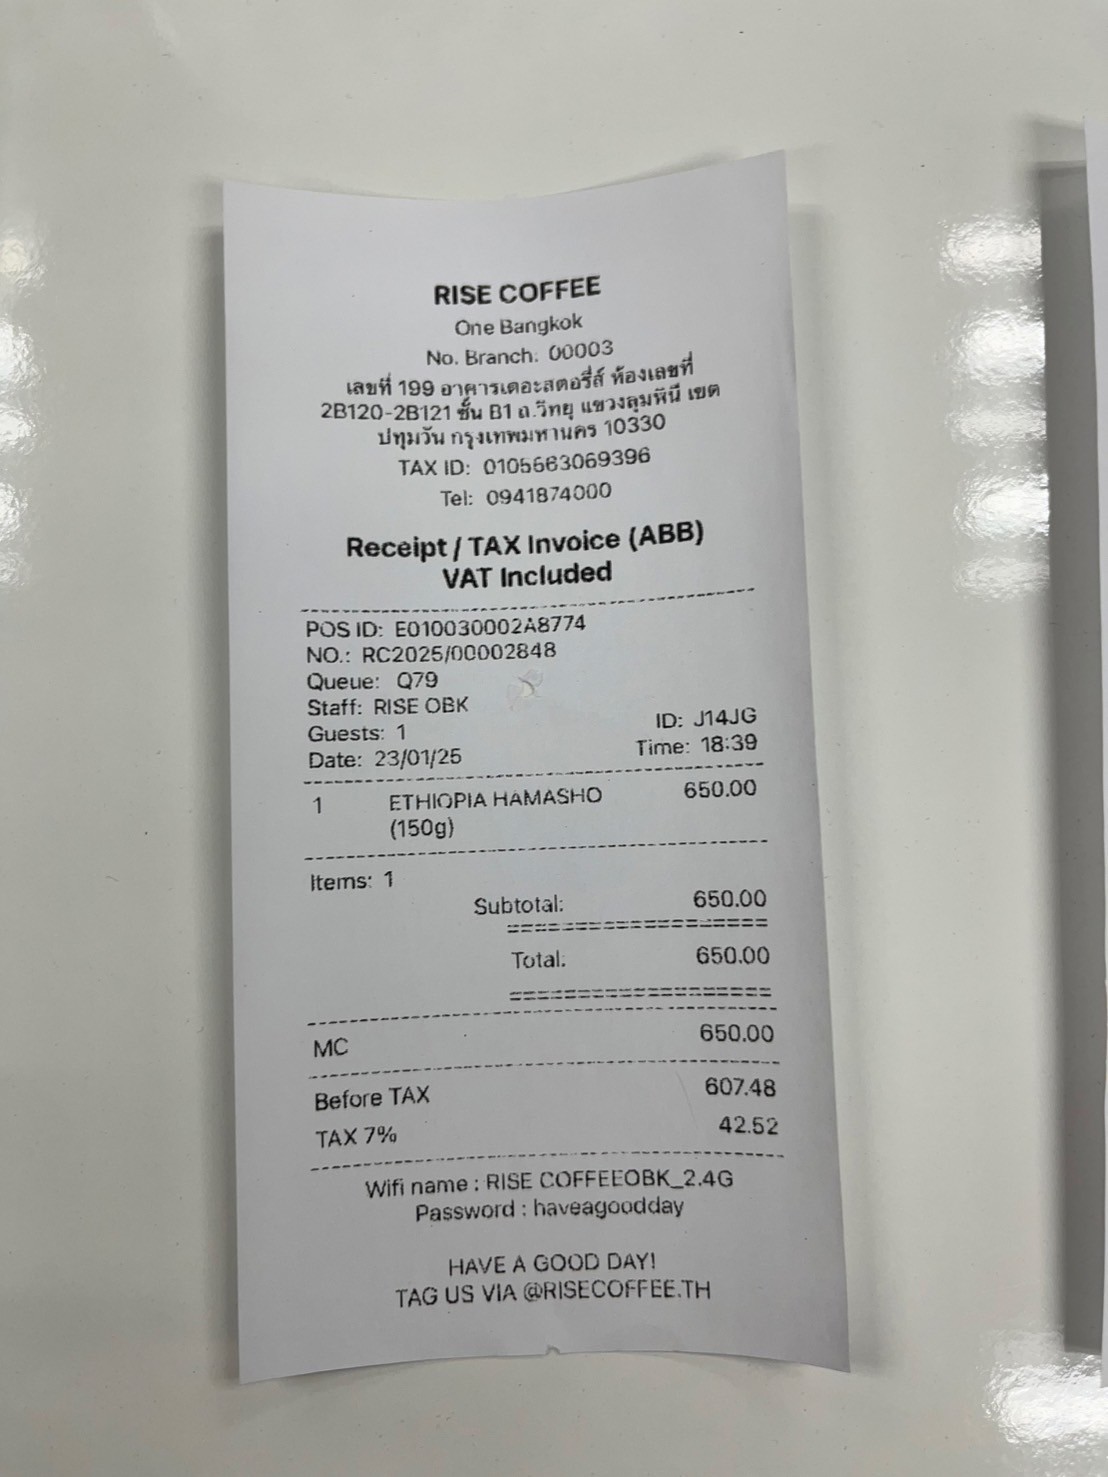 RISE COFFEE
One Bangkok
No. Branch: 00003
เลขที่ 199 อาคารเดอะสตอรี่ส์ ห้องเลขที่
2B120-2B121 ชั้น B1 ถ.วิทยุ แขวงลุมพินี เขต
ปทุมวัน กรุงเทพมหานคร 10330
TAX ID: 0105663069396
Tel: 0941874000
Receipt / TAX Invoice (ABB)
VAT Included
POS ID: E010030002A8774
NO.: RC2025/00002848
Queue: Q79
Staff: RISE OBK
Guests: 1 ID: J14JG
Date: 23/01/25 Time: 18:39
1 ETHIOPIA HAMASHO 650.00
(150g)
Items: 1
Subtotal: 650.00
===================
Total: 650.00
===================
MC 650.00
Before TAX 607.48
TAX 7% 42.52
Wifi name : RISE COFFEEOBK_2.4G
Password : haveagoodday
HAVE A GOOD DAY!
TAG US VIA @RISECOFFEE.TH